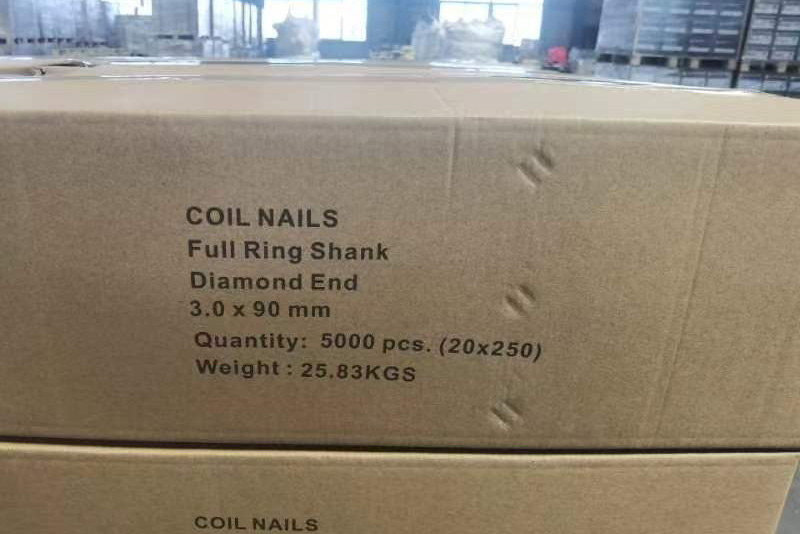 COIL NAILS
Full Ring Shank
Diamond End
3.0 x 90 mm
Quantity: 5000 pcs. (20x250)
Weight : 25.83KGS
COIL NAILS